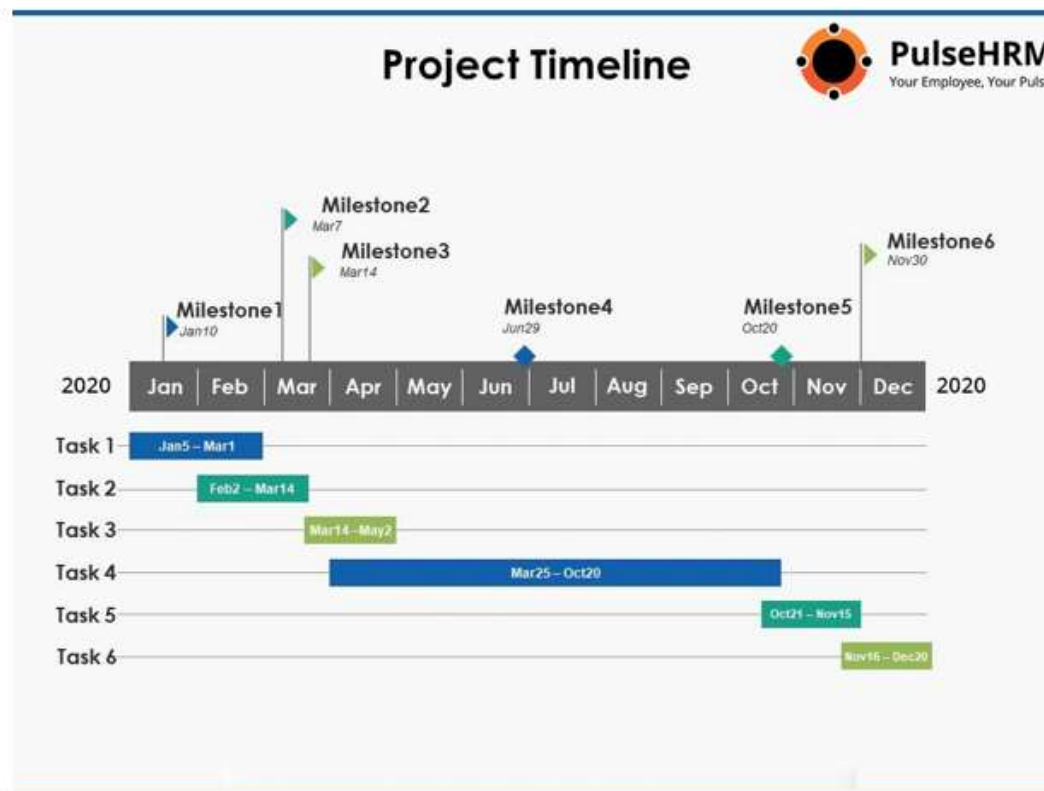 Project Timeline
PulseHRM
Your Employee, Your Puls
Milestone2
Mar7
Milestone3
Mar14
Milestone6
Nov30
Milestone1
Jan10
Milestone4
Jun29
Milestone5
Oct20
2020 Jan Feb Mar Apr May Jun Jul Aug Sep Oct Nov Dec 2020
Task 1 Jan5 – Mar1
Task 2 Feb2 – Mar14
Task 3 Mar14 –May2
Task 4 Mar25 – Oct20
Task 5 Oct21 – Nov15
Task 6 Nov16 – Dec20